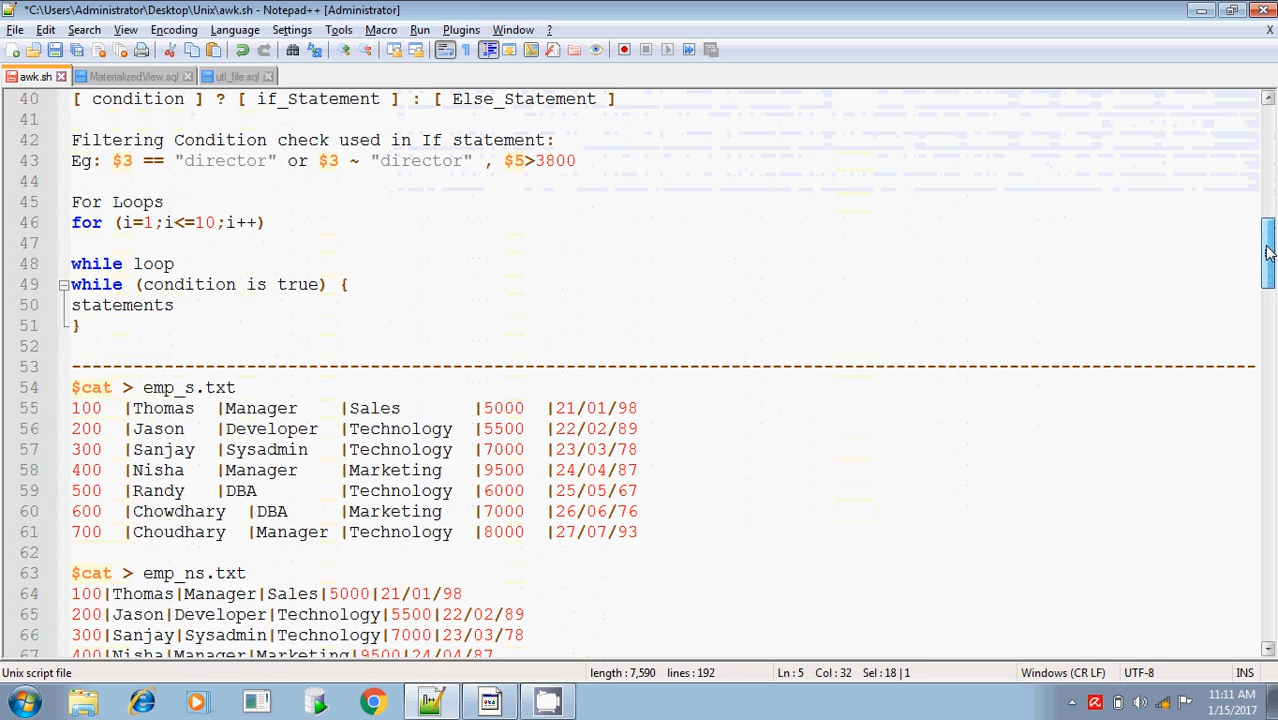 *C:\Users\Administrator\Desktop\Unix\awk.sh - Notepad++ [Administrator]
File Edit Search View Encoding Language Settings Tools Macro Run Plugins Window ? X
awk.sh MaterializedView.sql utl_file.sql
40 [ condition ] ? [ if_Statement ] : [ Else_Statement ]
41
42 Filtering Condition check used in If statement:
43 Eg: $3 == "director" or $3 ~ "director" , $5>3800
44
45 For Loops
46 for (i=1;i<=10;i++)
47
48 while loop
49 while (condition is true) {
50 statements
51 }
52
53 --------------------------------------------------------------------------------------------------------------------
54 $cat > emp_s.txt
55 100 |Thomas |Manager |Sales |5000 |21/01/98
56 200 |Jason |Developer |Technology |5500 |22/02/89
57 300 |Sanjay |Sysadmin |Technology |7000 |23/03/78
58 400 |Nisha |Manager |Marketing |9500 |24/04/87
59 500 |Randy |DBA |Technology |6000 |25/05/67
60 600 |Chowdhary |DBA |Marketing |7000 |26/06/76
61 700 |Choudhary |Manager |Technology |8000 |27/07/93
62
63 $cat > emp_ns.txt
64 100|Thomas|Manager|Sales|5000|21/01/98
65 200|Jason|Developer|Technology|5500|22/02/89
66 300|Sanjay|Sysadmin|Technology|7000|23/03/78
67 400|Nisha|Manager|Marketing|9500|24/04/87
Unix script file length : 7,590 lines : 192 Ln : 5 Col : 32 Sel : 18 | 1 Windows (CR LF) UTF-8 INS
11:11 AM
1/15/2017